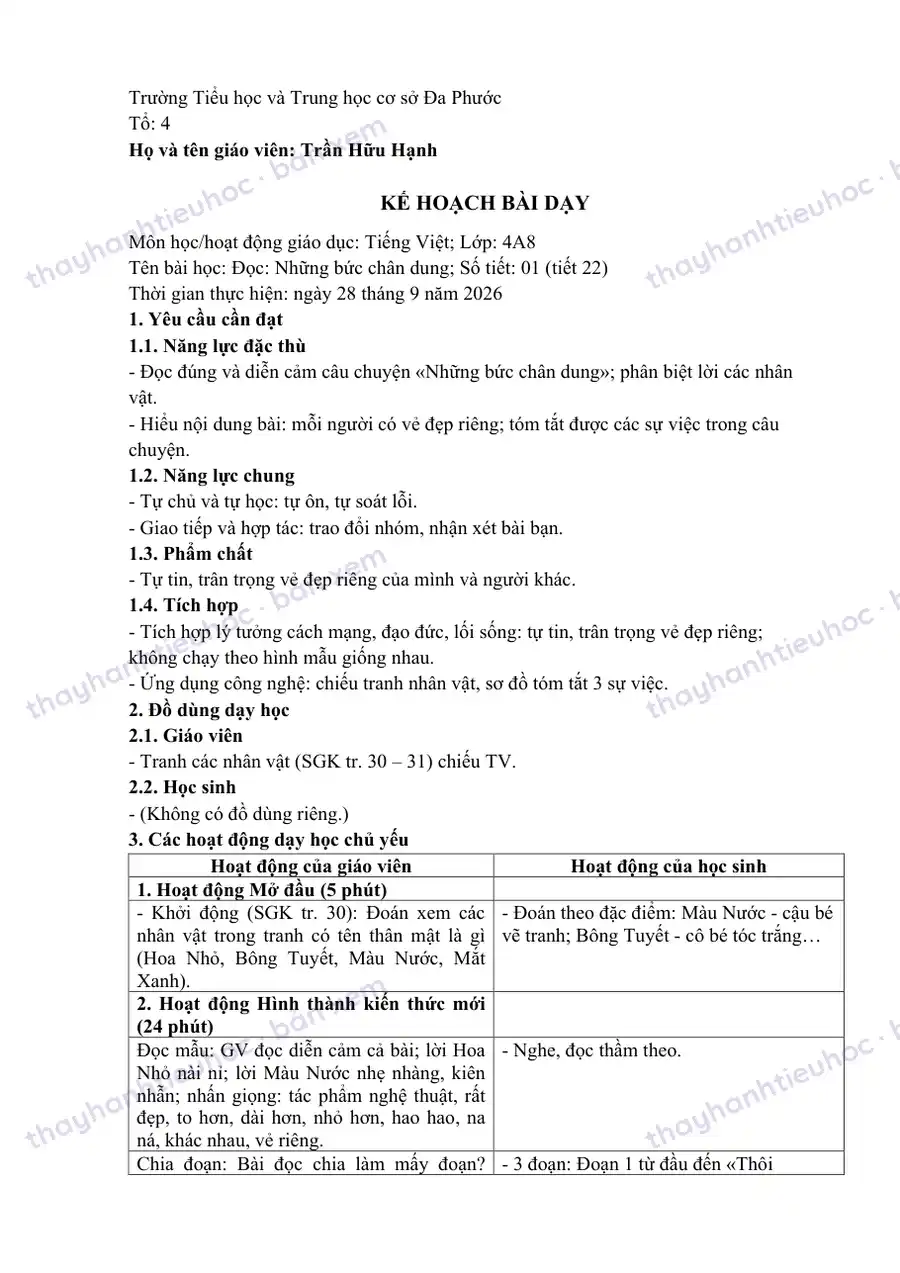 Trường Tiểu học và Trung học cơ sở Đa Phước
Tổ: 4
Họ và tên giáo viên: Trần Hữu Hạnh
KẾ HOẠCH BÀI DẠY
Môn học/hoạt động giáo dục: Tiếng Việt; Lớp: 4A8
Tên bài học: Đọc: Những bức chân dung; Số tiết: 01 (tiết 22)
Thời gian thực hiện: ngày 28 tháng 9 năm 2026
1. Yêu cầu cần đạt
1.1. Năng lực đặc thù
- Đọc đúng và diễn cảm câu chuyện «Những bức chân dung»; phân biệt lời các nhân
vật.
- Hiểu nội dung bài: mỗi người có vẻ đẹp riêng; tóm tắt được các sự việc trong câu
chuyện.
1.2. Năng lực chung
- Tự chủ và tự học: tự ôn, tự soát lỗi.
- Giao tiếp và hợp tác: trao đổi nhóm, nhận xét bài bạn.
1.3. Phẩm chất
- Tự tin, trân trọng vẻ đẹp riêng của mình và người khác.
1.4. Tích hợp
- Tích hợp lý tưởng cách mạng, đạo đức, lối sống: tự tin, trân trọng vẻ đẹp riêng;
không chạy theo hình mẫu giống nhau.
- Ứng dụng công nghệ: chiếu tranh nhân vật, sơ đồ tóm tắt 3 sự việc.
2. Đồ dùng dạy học
2.1. Giáo viên
- Tranh các nhân vật (SGK tr. 30 – 31) chiếu TV.
2.2. Học sinh
- (Không có đồ dùng riêng.)
3. Các hoạt động dạy học chủ yếu
Hoạt động của giáo viên
Hoạt động của học sinh
1. Hoạt động Mở đầu (5 phút)
- Khởi động (SGK tr. 30): Đoán xem các
nhân vật trong tranh có tên thân mật là gì
(Hoa Nhỏ, Bông Tuyết, Màu Nước, Mắt
Xanh).
- Đoán theo đặc điểm: Màu Nước - cậu bé
vẽ tranh; Bông Tuyết - cô bé tóc trắng…
2. Hoạt động Hình thành kiến thức mới
(24 phút)
Đọc mẫu: GV đọc diễn cảm cả bài; lời Hoa
Nhỏ nài nỉ; lời Màu Nước nhẹ nhàng, kiên
nhẫn; nhấn giọng: tác phẩm nghệ thuật, rất
đẹp, to hơn, dài hơn, nhỏ hơn, hao hao, na
ná, khác nhau, vẻ riêng.
- Nghe, đọc thầm theo.
Chia đoạn: Bài đọc chia làm mấy đoạn?
- 3 đoạn: Đoạn 1 từ đầu đến «Thôi
thayhanhtieuhoc · bản xem
thayhanhtieuhoc · b
thayhanhtieuhoc · bản xem
thayhanhtieuhoc · b
thayhanhtieuhoc · bản xem
thayhanhtieuhoc · b